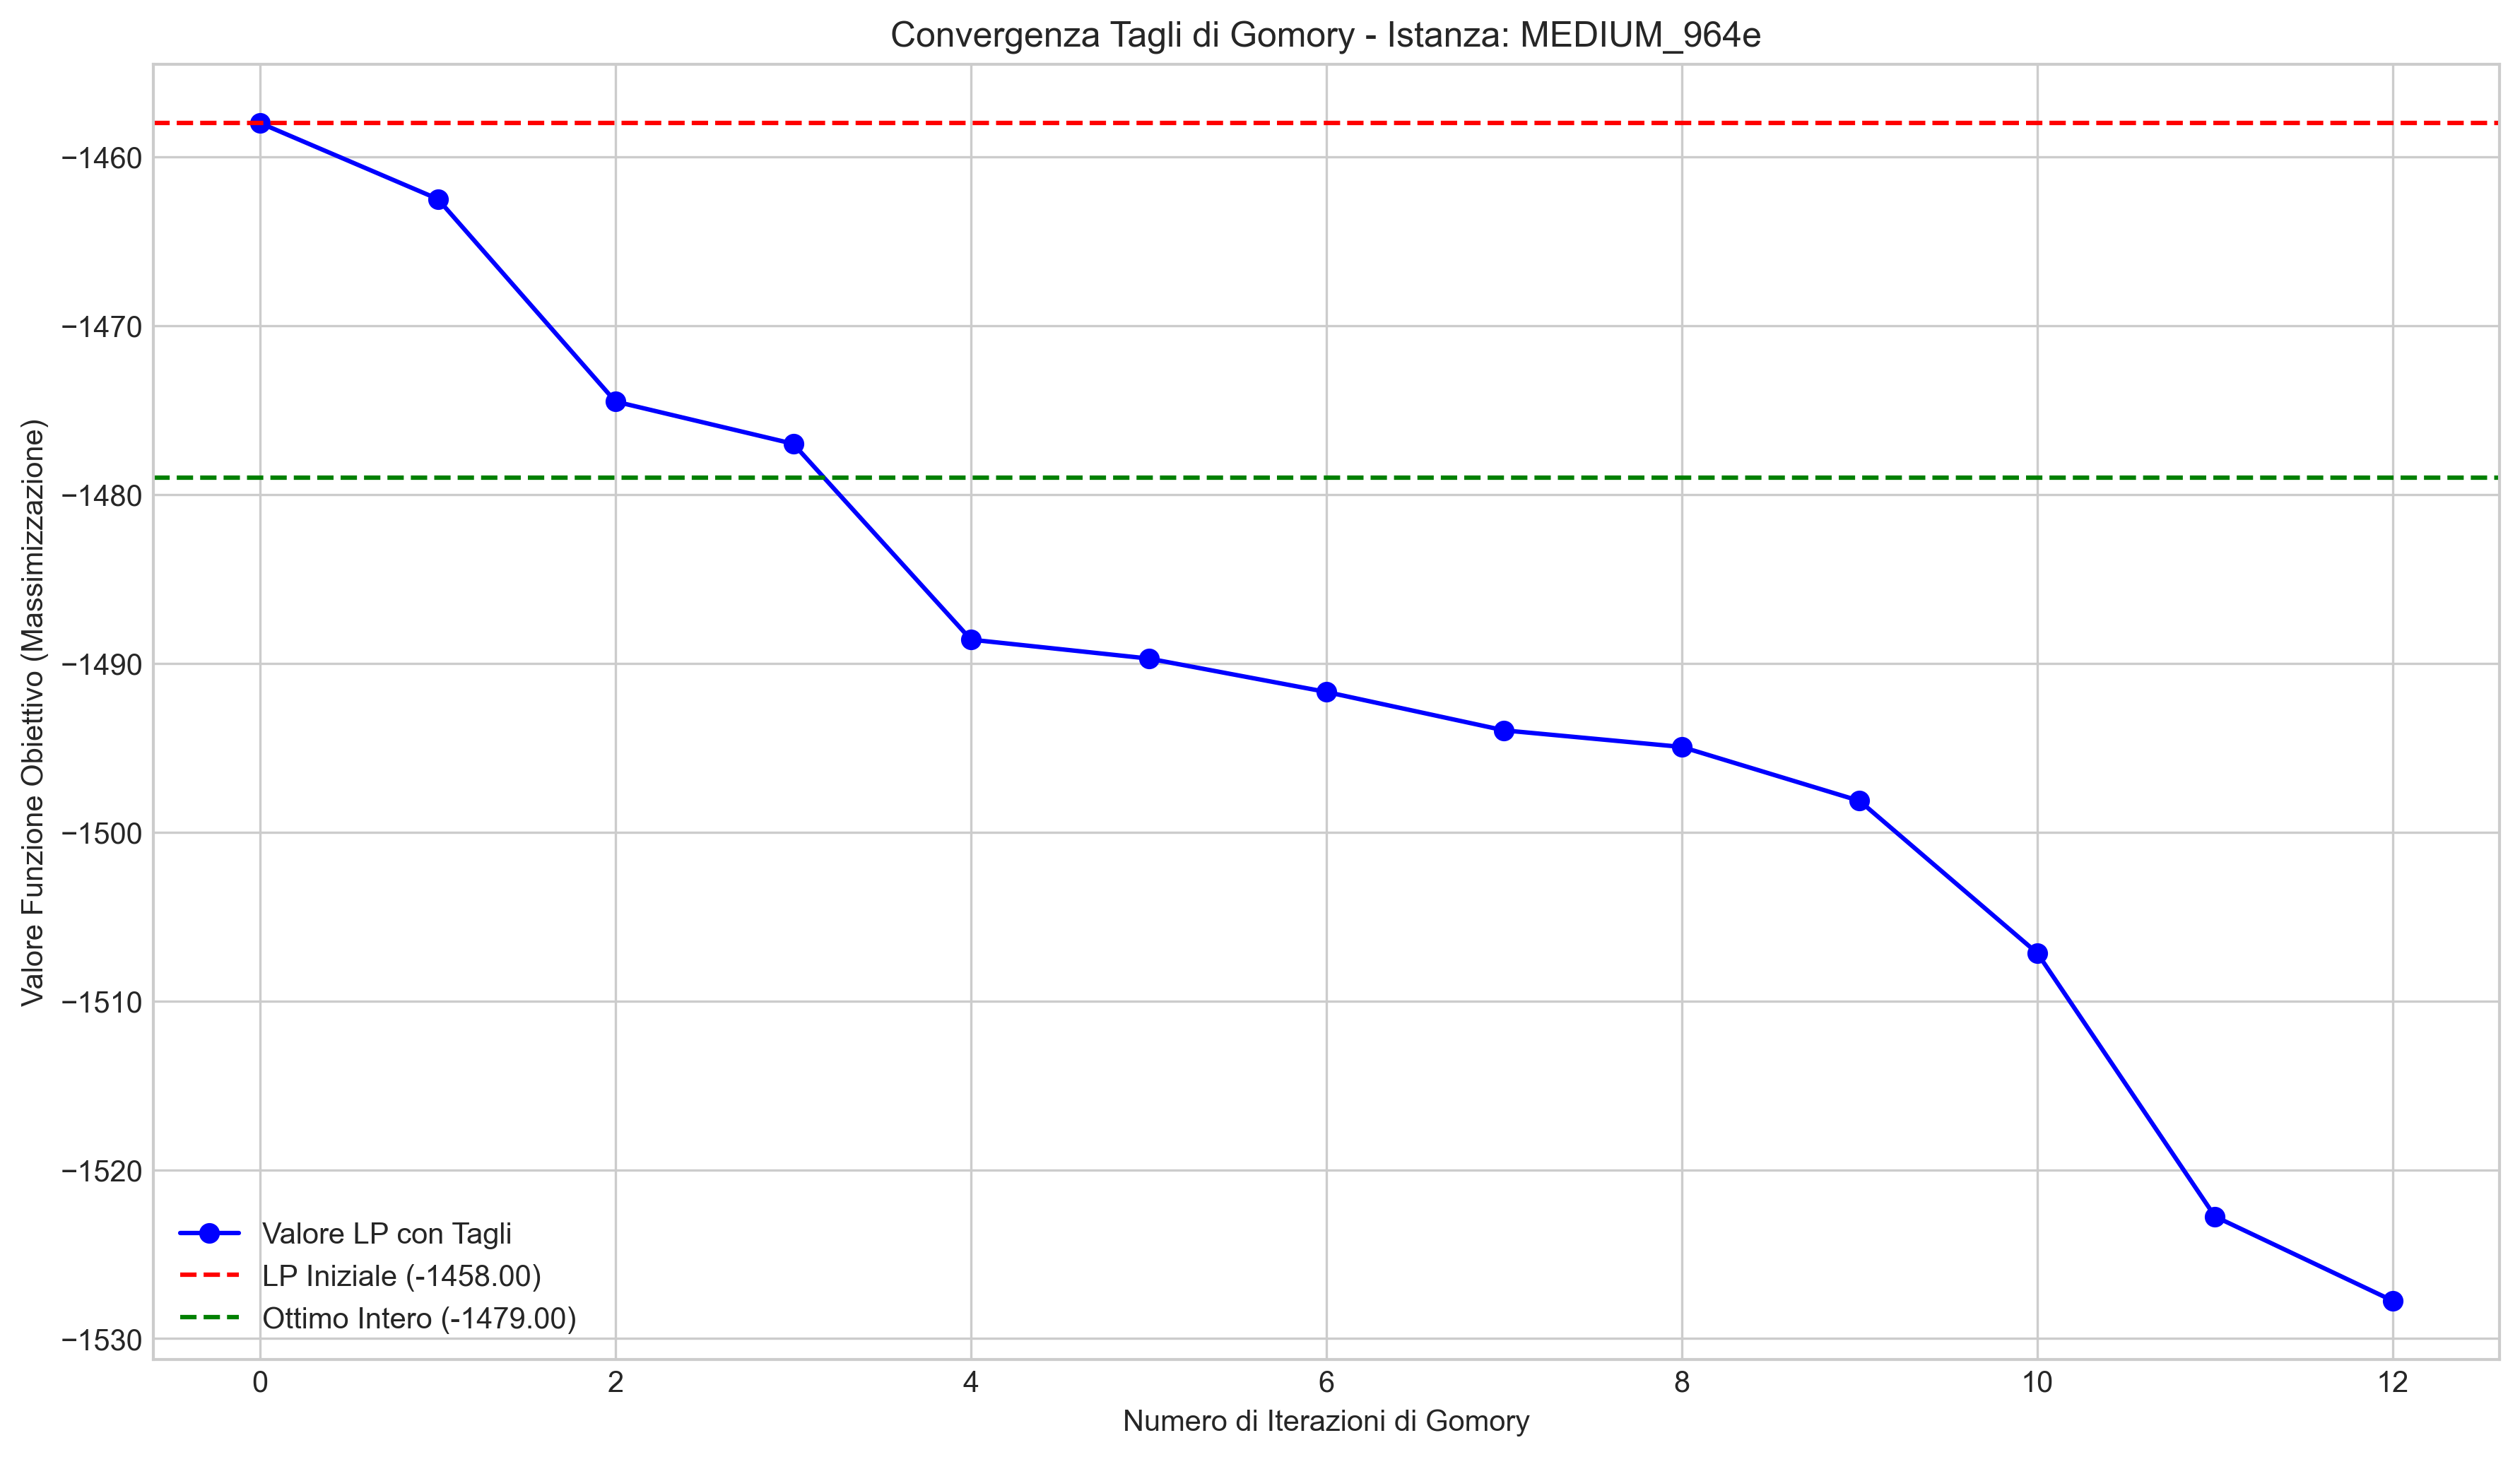 Convergenza Tagli di Gomory - Istanza: MEDIUM_964e
Valore Funzione Obiettivo (Massimizzazione)
−1460
−1470
−1480
−1490
−1500
−1510
−1520
−1530
Valore LP con Tagli
LP Iniziale (-1458.00)
Ottimo Intero (-1479.00)
0 2 4 6 8 10 12
Numero di Iterazioni di Gomory